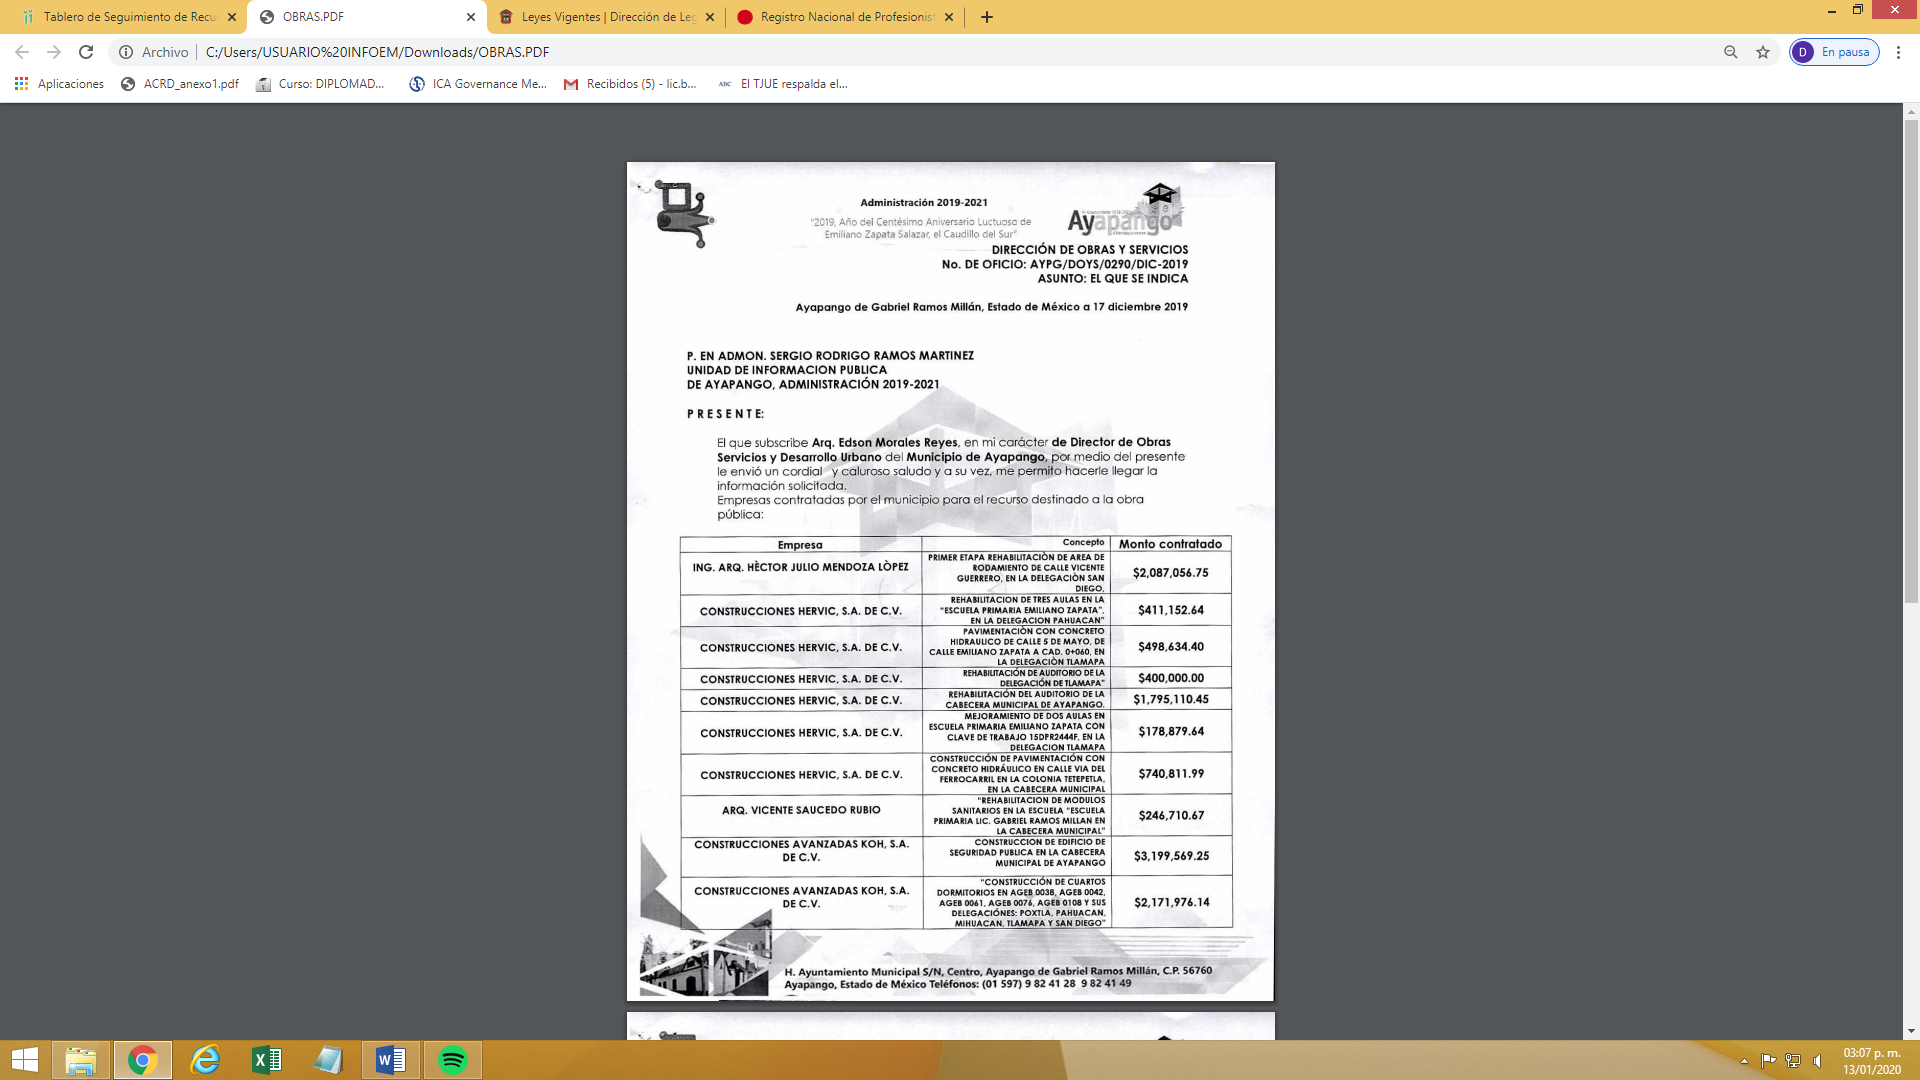 Tablero de Seguimiento de Recu
OBRAS.PDF
Leyes Vigentes | Dirección de Leg
Registro Nacional de Profesionist
Archivo
C:/Users/USUARIO%20INFOEM/Downloads/OBRAS.PDF
D
En pausa
Aplicaciones
ACRD_anexo1.pdf
Curso: DIPLOMAD...
ICA Governance Me...
Recibidos (5) - lic.b...
ABC
El TJUE respalda el...
Administración 2019-2021
"2019, Año del Centésimo Aniversario Luctuoso de
Emiliano Zapata Salazar, el Caudillo del Sur"
Ayapango
DIRECCIÓN DE OBRAS Y SERVICIOS
No. DE OFICIO: AYPG/DOYS/0290/DIC-2019
ASUNTO: EL QUE SE INDICA
Ayapango de Gabriel Ramos Millán, Estado de México a 17 diciembre 2019
P. EN ADMON. SERGIO RODRIGO RAMOS MARTINEZ
UNIDAD DE INFORMACION PUBLICA
DE AYAPANGO, ADMINISTRACIÓN 2019-2021
P R E S E N T E:
El que subscribe Arq. Edson Morales Reyes, en mi carácter de Director de Obras
Servicios y Desarrollo Urbano del Municipio de Ayapango, por medio del presente
le envió un cordial y caluroso saludo y a su vez, me permito hacerle llegar la
información solicitada.
Empresas contratadas por el municipio para el recurso destinado a la obra
pública:
Empresa
Concepto
Monto contratado
ING. ARQ. HÈCTOR JULIO MENDOZA LÒPEZ
PRIMER ETAPA REHABILITACIÒN DE AREA DE
RODAMIENTO DE CALLE VICENTE
GUERRERO, EN LA DELEGACIÒN SAN
DIEGO.
$2,087,056.75
CONSTRUCCIONES HERVIC, S.A. DE C.V.
REHABILITACION DE TRES AULAS EN LA
"ESCUELA PRIMARIA EMILIANO ZAPATA",
EN LA DELEGACION PAHUACAN"
$411,152.64
CONSTRUCCIONES HERVIC, S.A. DE C.V.
PAVIMENTACIÒN CON CONCRETO
HIDRAULICO DE CALLE 5 DE MAYO, DE
CALLE EMILIANO ZAPATA A CAD. 0+060, EN
LA DELEGACIÒN TLAMAPA
$498,634.40
CONSTRUCCIONES HERVIC, S.A. DE C.V.
REHABILITACIÓN DE AUDITORIO DE LA
DELEGACIÓN DE TLAMAPA"
$400,000.00
CONSTRUCCIONES HERVIC, S.A. DE C.V.
REHABILITACIÓN DEL AUDITORIO DE LA
CABECERA MUNICIPAL DE AYAPANGO.
$1,795,110.45
CONSTRUCCIONES HERVIC, S.A. DE C.V.
MEJORAMIENTO DE DOS AULAS EN
ESCUELA PRIMARIA EMILIANO ZAPATA CON
CLAVE DE TRABAJO 15DPR2444F, EN LA
DELEGACION TLAMAPA
$178,879.64
CONSTRUCCIONES HERVIC, S.A. DE C.V.
CONSTRUCCIÓN DE PAVIMENTACIÓN CON
CONCRETO HIDRÁULICO EN CALLE VIA DEL
FERROCARRIL EN LA COLONIA TETEPETLA,
EN LA CABECERA MUNICIPAL
$740,811.99
ARQ. VICENTE SAUCEDO RUBIO
"REHABILITACION DE MODULOS
SANITARIOS EN LA ESCUELA "ESCUELA
PRIMARIA LIC. GABRIEL RAMOS MILLAN EN
LA CABECERA MUNICIPAL"
$246,710.67
CONSTRUCCIONES AVANZADAS KOH, S.A.
DE C.V.
CONSTRUCCION DE EDIFICIO DE
SEGURIDAD PUBLICA EN LA CABECERA
MUNICIPAL DE AYAPANGO
$3,199,569.25
CONSTRUCCIONES AVANZADAS KOH, S.A.
DE C.V.
"CONSTRUCCIÓN DE CUARTOS
DORMITORIOS EN AGEB 0038, AGEB 0042,
AGEB 0061, AGEB 0076, AGEB 0108 Y SUS
DELEGACIÓNES: POXTLA, PAHUACAN,
MIHUACAN, TLAMAPA Y SAN DIEGO"
$2,171,976.14
H. Ayuntamiento Municipal S/N, Centro, Ayapango de Gabriel Ramos Millán, C.P. 56760
Ayapango, Estado de México Teléfonos: (01 597) 9 82 41 28 9 82 41 49
03:07 p. m.
13/01/2020